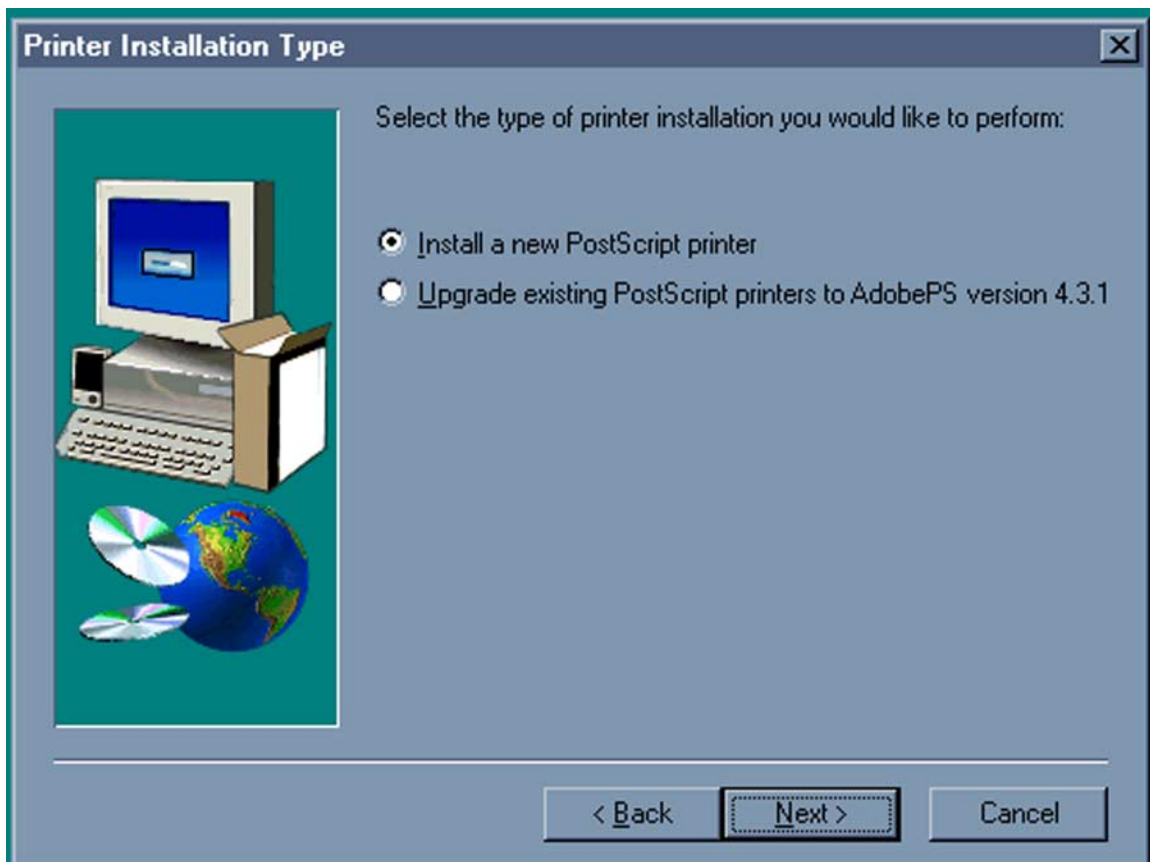 Printer Installation Type
Select the type of printer installation you would like to perform:
Install a new PostScript printer
Upgrade existing PostScript printers to AdobePS version 4.3.1
< Back
Next >
Cancel